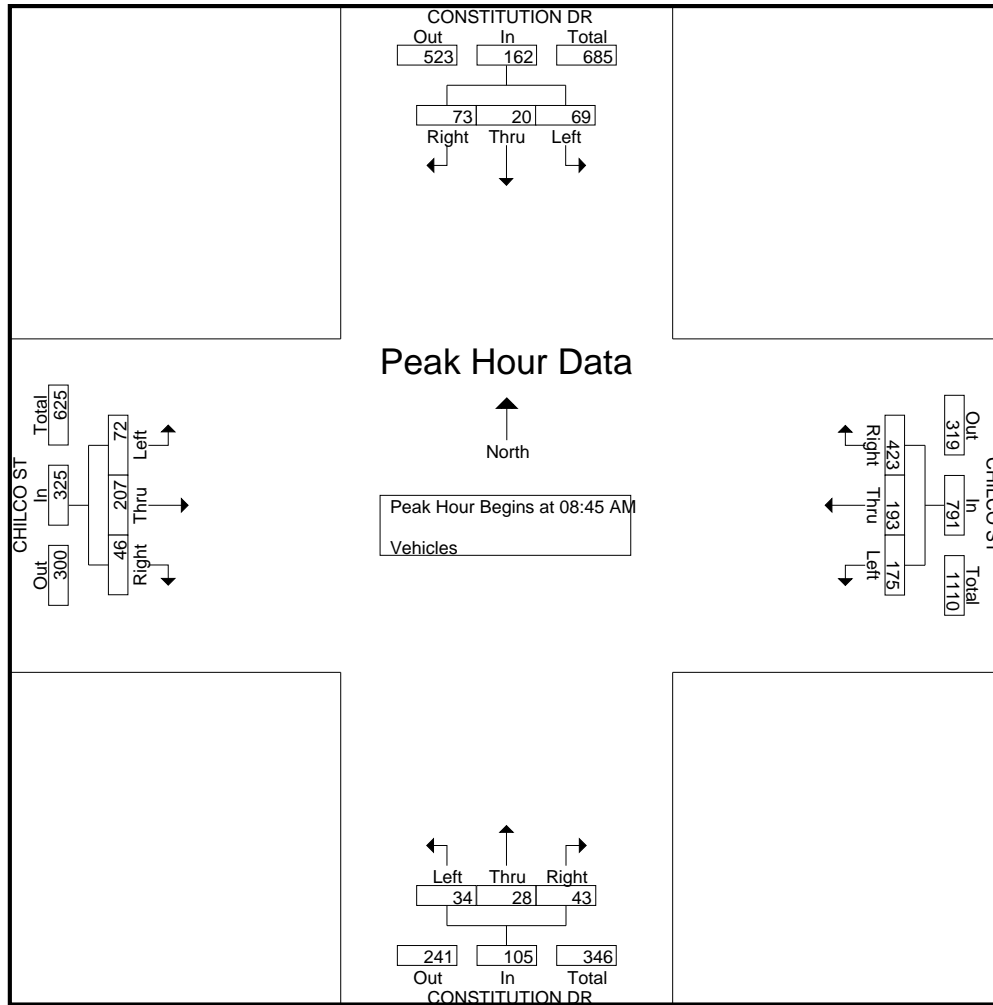 CONSTITUTION DR
Out In Total
523 162 685
73 20 69
Right Thru Left
Peak Hour Data
North
Peak Hour Begins at 08:45 AM
Vehicles
CHILCO ST
Total In Out
625 325 300
72 207 46
Left Thru Right
CHILCO ST
Out In Total
319 791 1110
423 193 175
Right Thru Left
Left Thru Right
34 28 43
241 105 346
Out In Total
CONSTITUTION DR